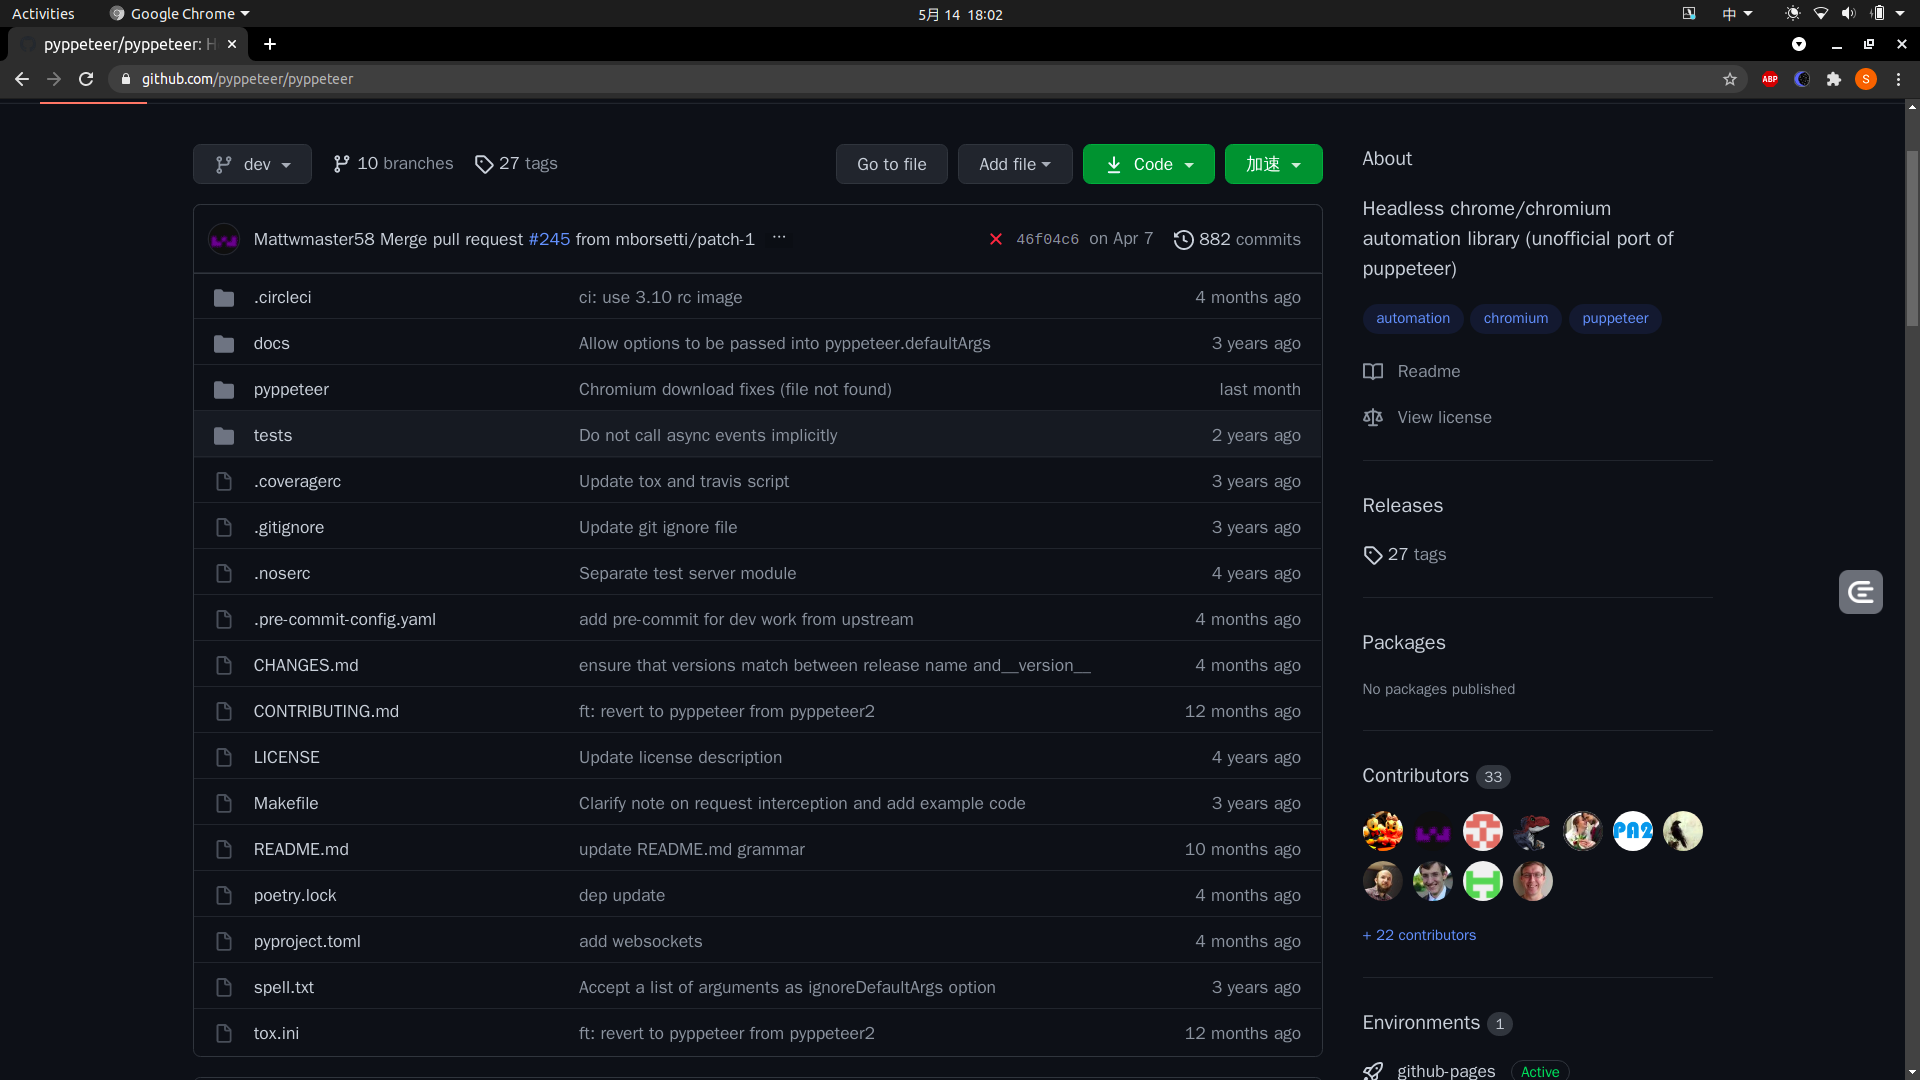 Activities
Google Chrome
5月 14 18:02
中
pyppeteer/pyppeteer: H
github.com/pyppeteer/pyppeteer
ABP
S
dev
10 branches
27 tags
Go to file
Add file
Code
加速
Mattwmaster58 Merge pull request #245 from mborsetti/patch-1 ...
46f04c6 on Apr 7
882 commits
.circleci ci: use 3.10 rc image 4 months ago
docs Allow options to be passed into pyppeteer.defaultArgs 3 years ago
pyppeteer Chromium download fixes (file not found) last month
tests Do not call async events implicitly 2 years ago
.coveragerc Update tox and travis script 3 years ago
.gitignore Update git ignore file 3 years ago
.noserc Separate test server module 4 years ago
.pre-commit-config.yaml add pre-commit for dev work from upstream 4 months ago
CHANGES.md ensure that versions match between release name and__version__ 4 months ago
CONTRIBUTING.md ft: revert to pyppeteer from pyppeteer2 12 months ago
LICENSE Update license description 4 years ago
Makefile Clarify note on request interception and add example code 3 years ago
README.md update README.md grammar 10 months ago
poetry.lock dep update 4 months ago
pyproject.toml add websockets 4 months ago
spell.txt Accept a list of arguments as ignoreDefaultArgs option 3 years ago
tox.ini ft: revert to pyppeteer from pyppeteer2 12 months ago
About
Headless chrome/chromium
automation library (unofficial port of
puppeteer)
automation chromium puppeteer
Readme
View license
Releases
27 tags
Packages
No packages published
Contributors 33
PA2
+ 22 contributors
Environments 1
github-pages Active